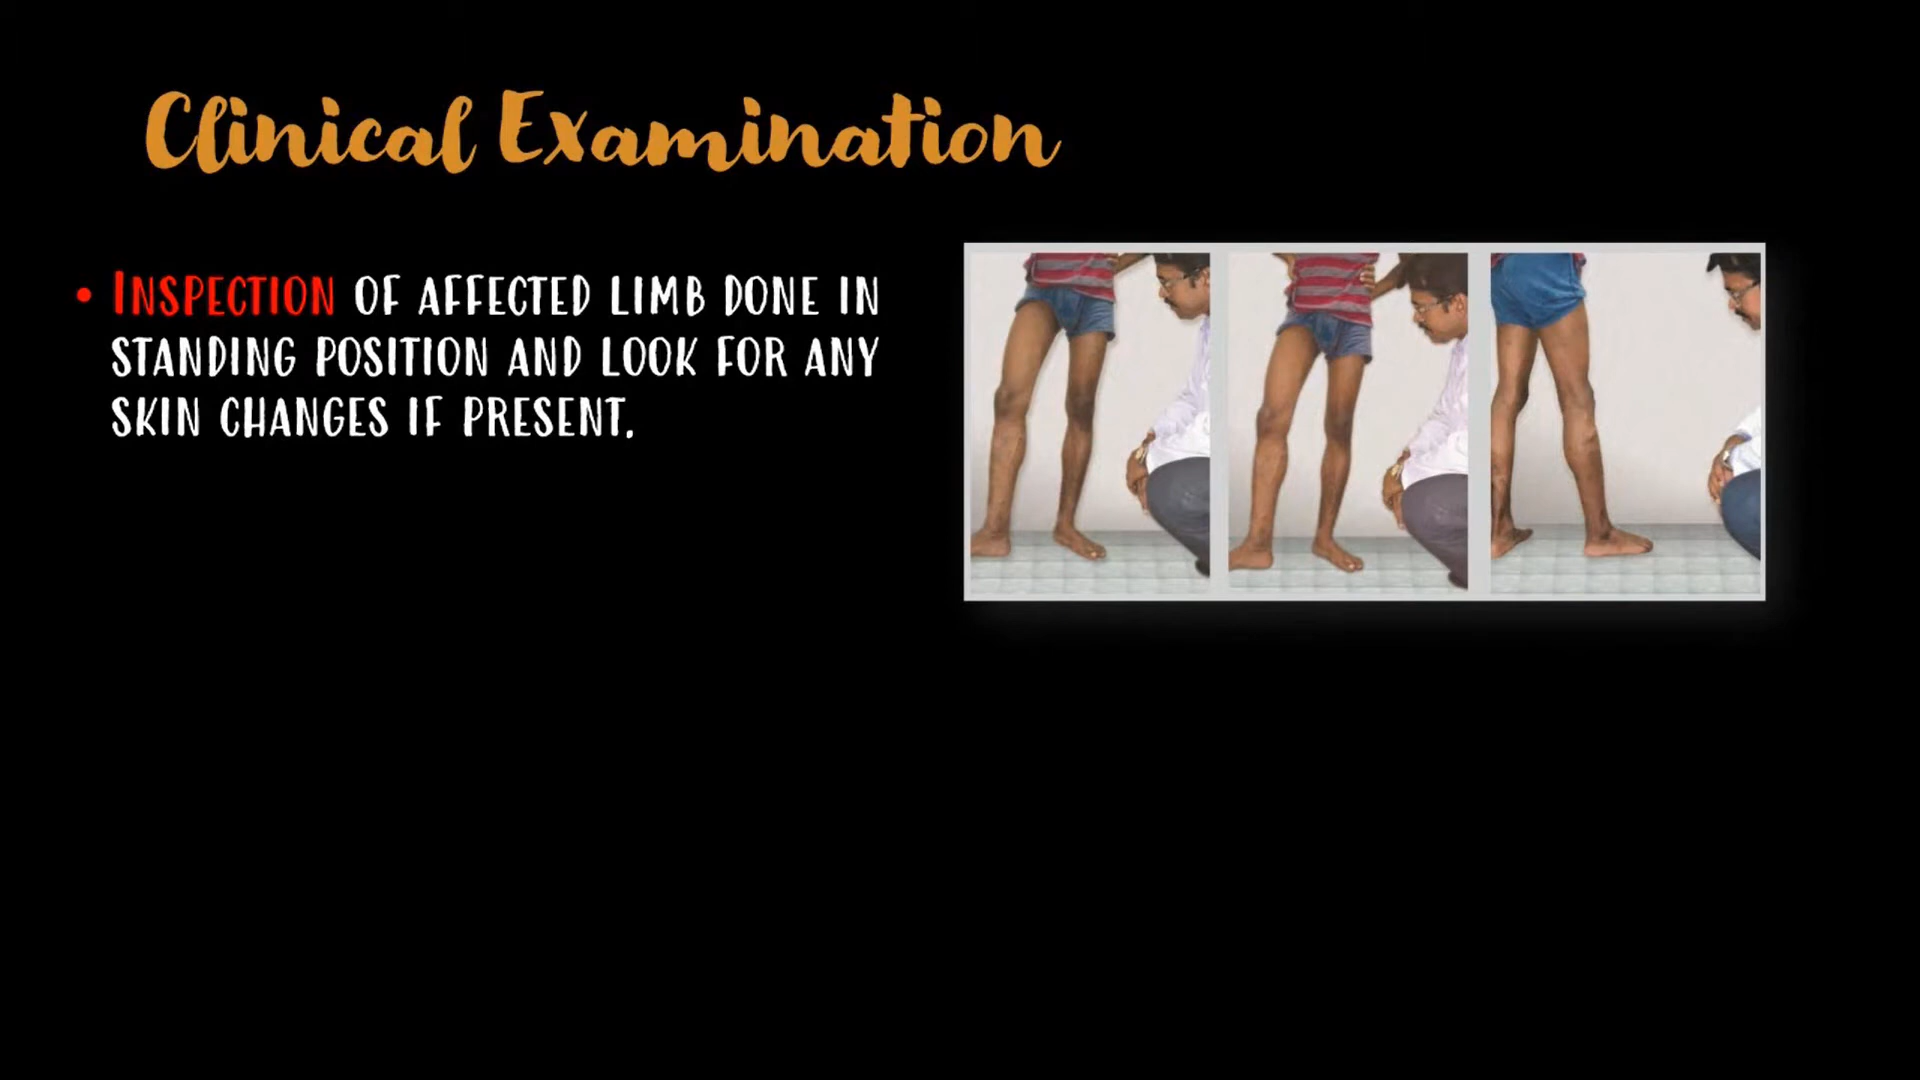 Clinical Examination
• Inspection of affected limb done in
standing position and look for any
skin changes if present.